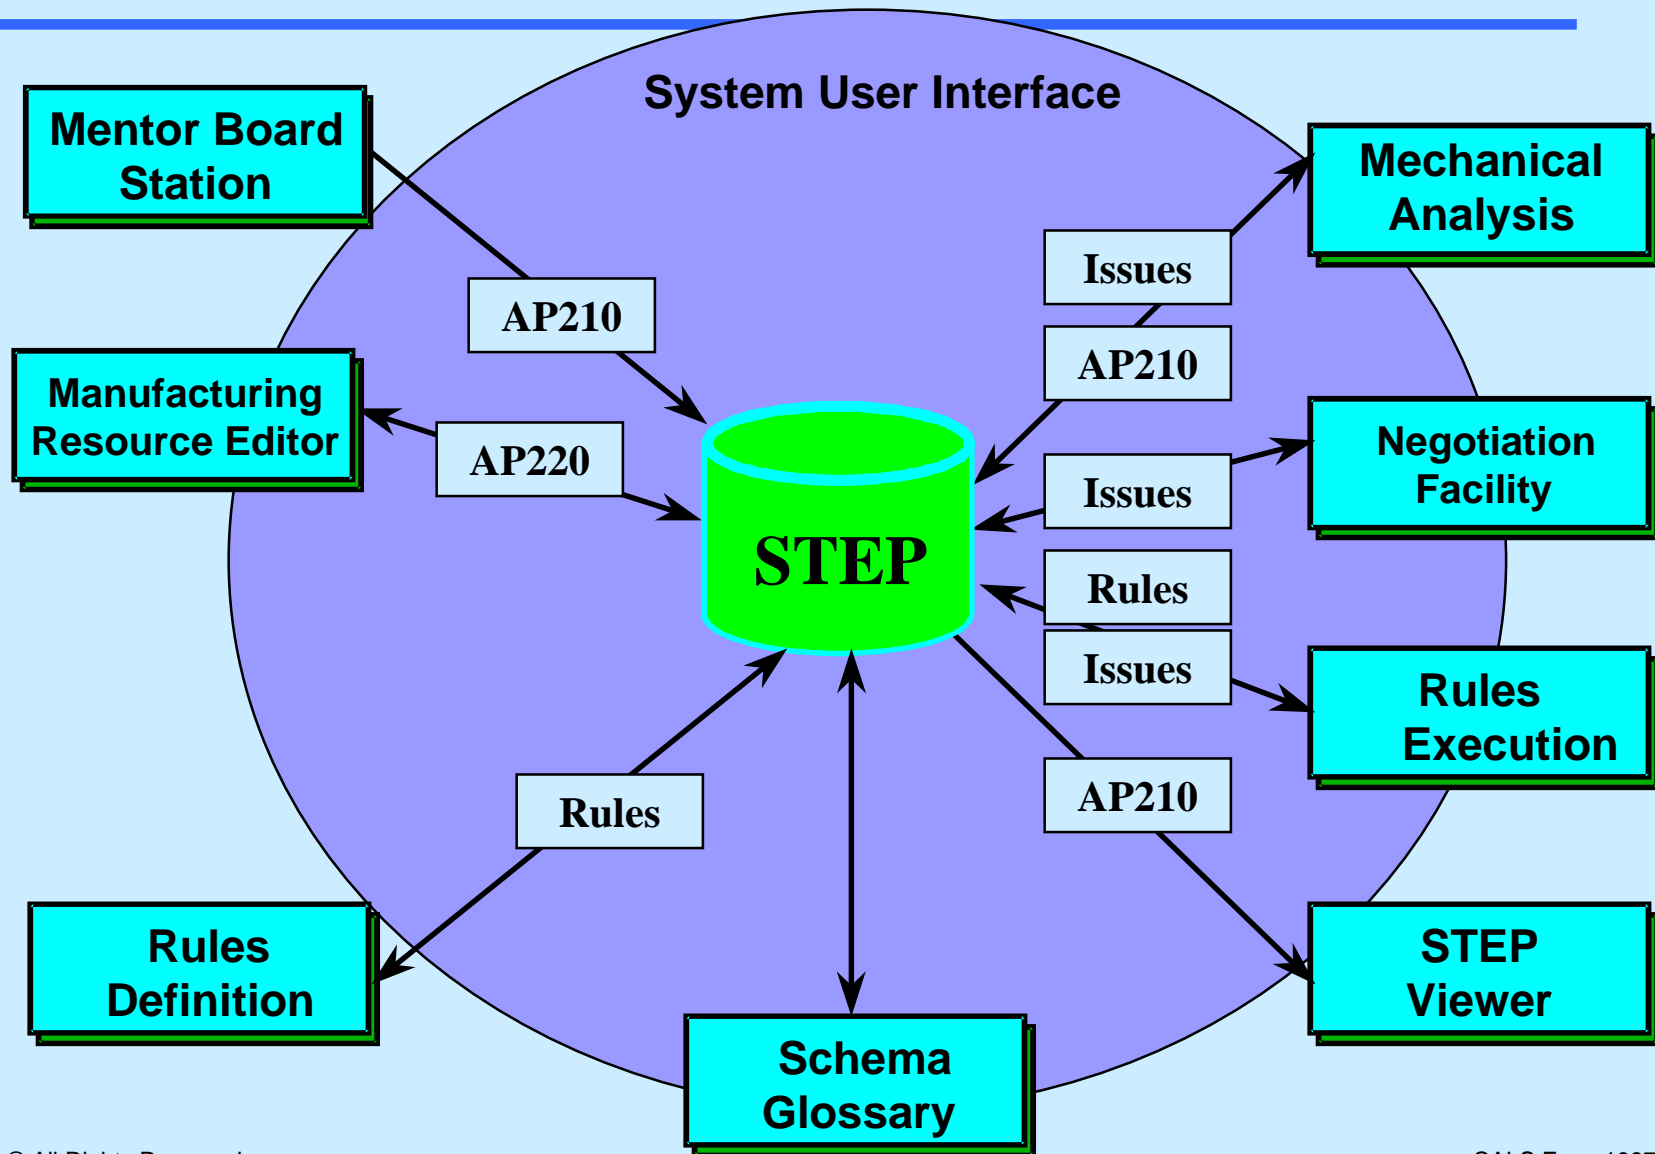 System User Interface
Mentor Board
Station
Mechanical
Analysis
Issues
AP210
AP210
Manufacturing
Resource Editor
AP220
Negotiation
Facility
Issues
STEP
Rules
Issues
Rules
Execution
AP210
Rules
Rules
Definition
STEP
Viewer
Schema
Glossary